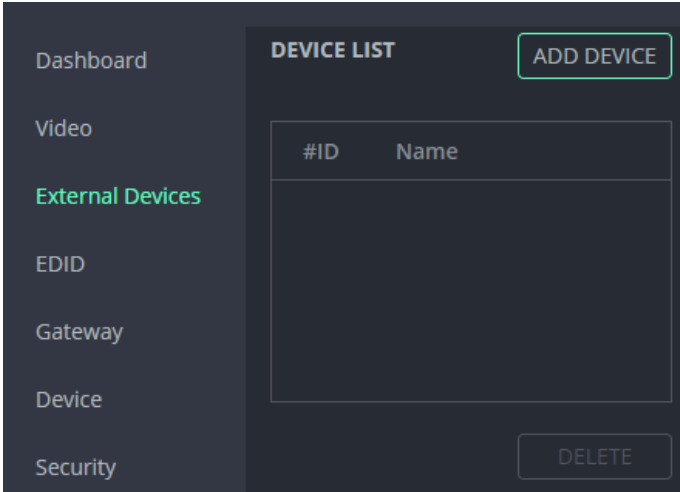 Dashboard
Video
External Devices
EDID
Gateway
Device
Security
DEVICE LIST
ADD DEVICE
#ID Name
DELETE